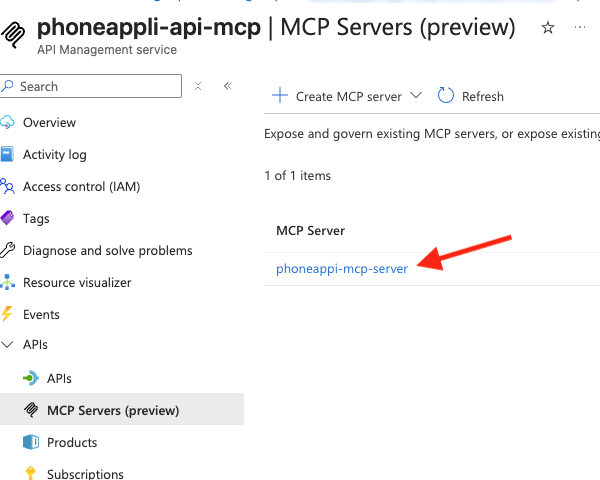 phoneappli-api-mcp | MCP Servers (preview)
API Management service
Search
Overview
Activity log
Access control (IAM)
Tags
Diagnose and solve problems
Resource visualizer
Events
APIs
APIs
MCP Servers (preview)
Products
Subscriptions
Create MCP server
Refresh
Expose and govern existing MCP servers, or expose existing
1 of 1 items
MCP Server
phoneappi-mcp-server